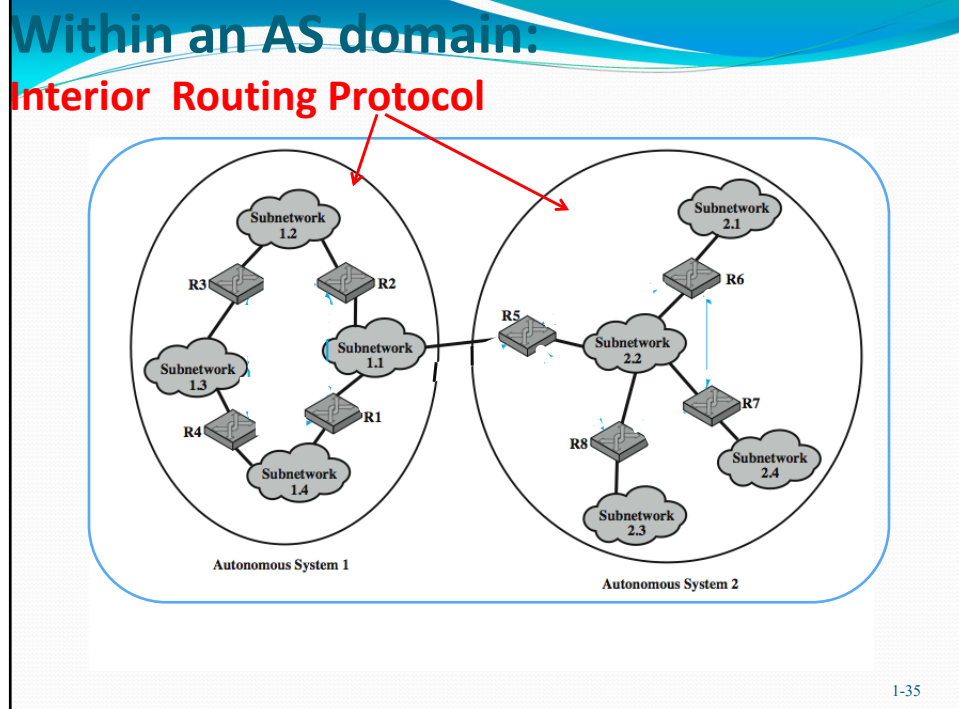 Within an AS domain:
Interior Routing Protocol
Subnetwork
1.2
R3
R2
Subnetwork
1.1
Subnetwork
1.3
R4
R1
Subnetwork
1.4
Autonomous System 1
Subnetwork
2.1
R6
R5
Subnetwork
2.2
R7
R8
Subnetwork
2.4
Subnetwork
2.3
Autonomous System 2
1-35